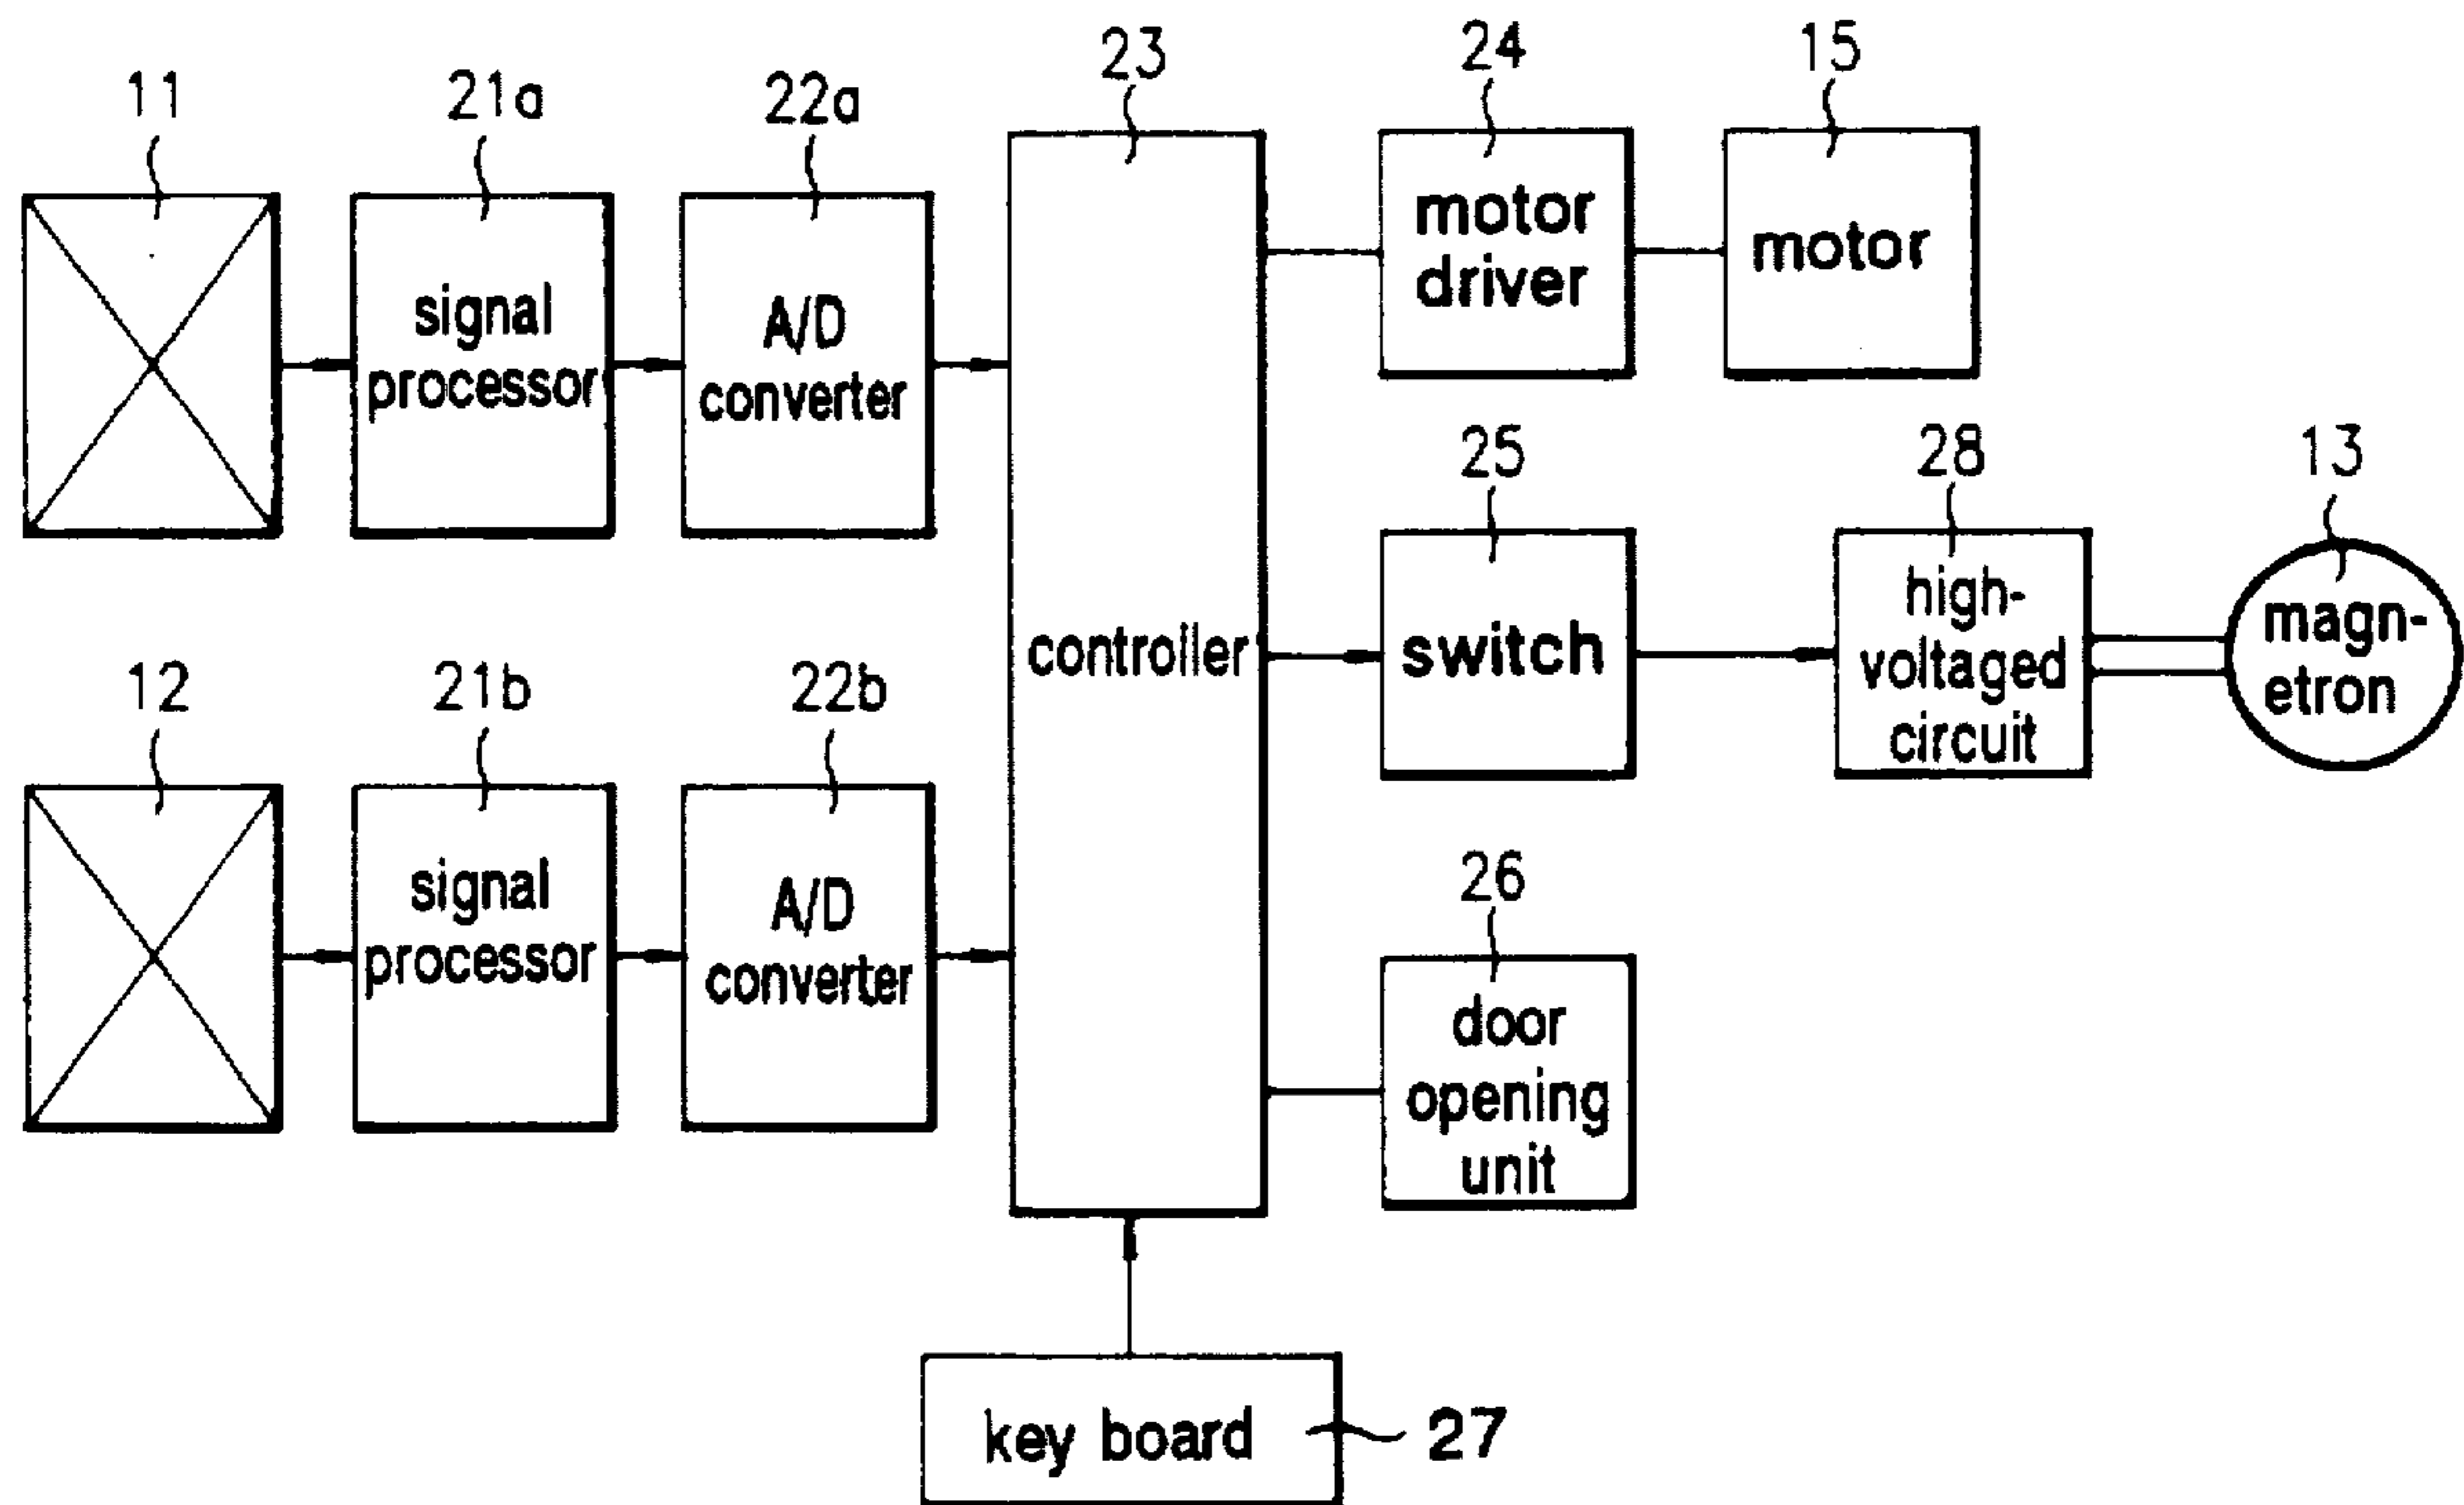 11
21a
22a
23
24
15
signal
processor
A/D
converter
motor
driver
motor
25
28
13
controller
switch
high-
voltaged
circuit
magn-
etron
12
21b
22b
signal
processor
A/D
converter
26
door
opening
unit
key board
27